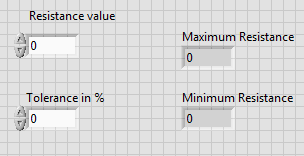 Resistance value
0
Maximum Resistance
0
Tolerance in %
0
Minimum Resistance
0